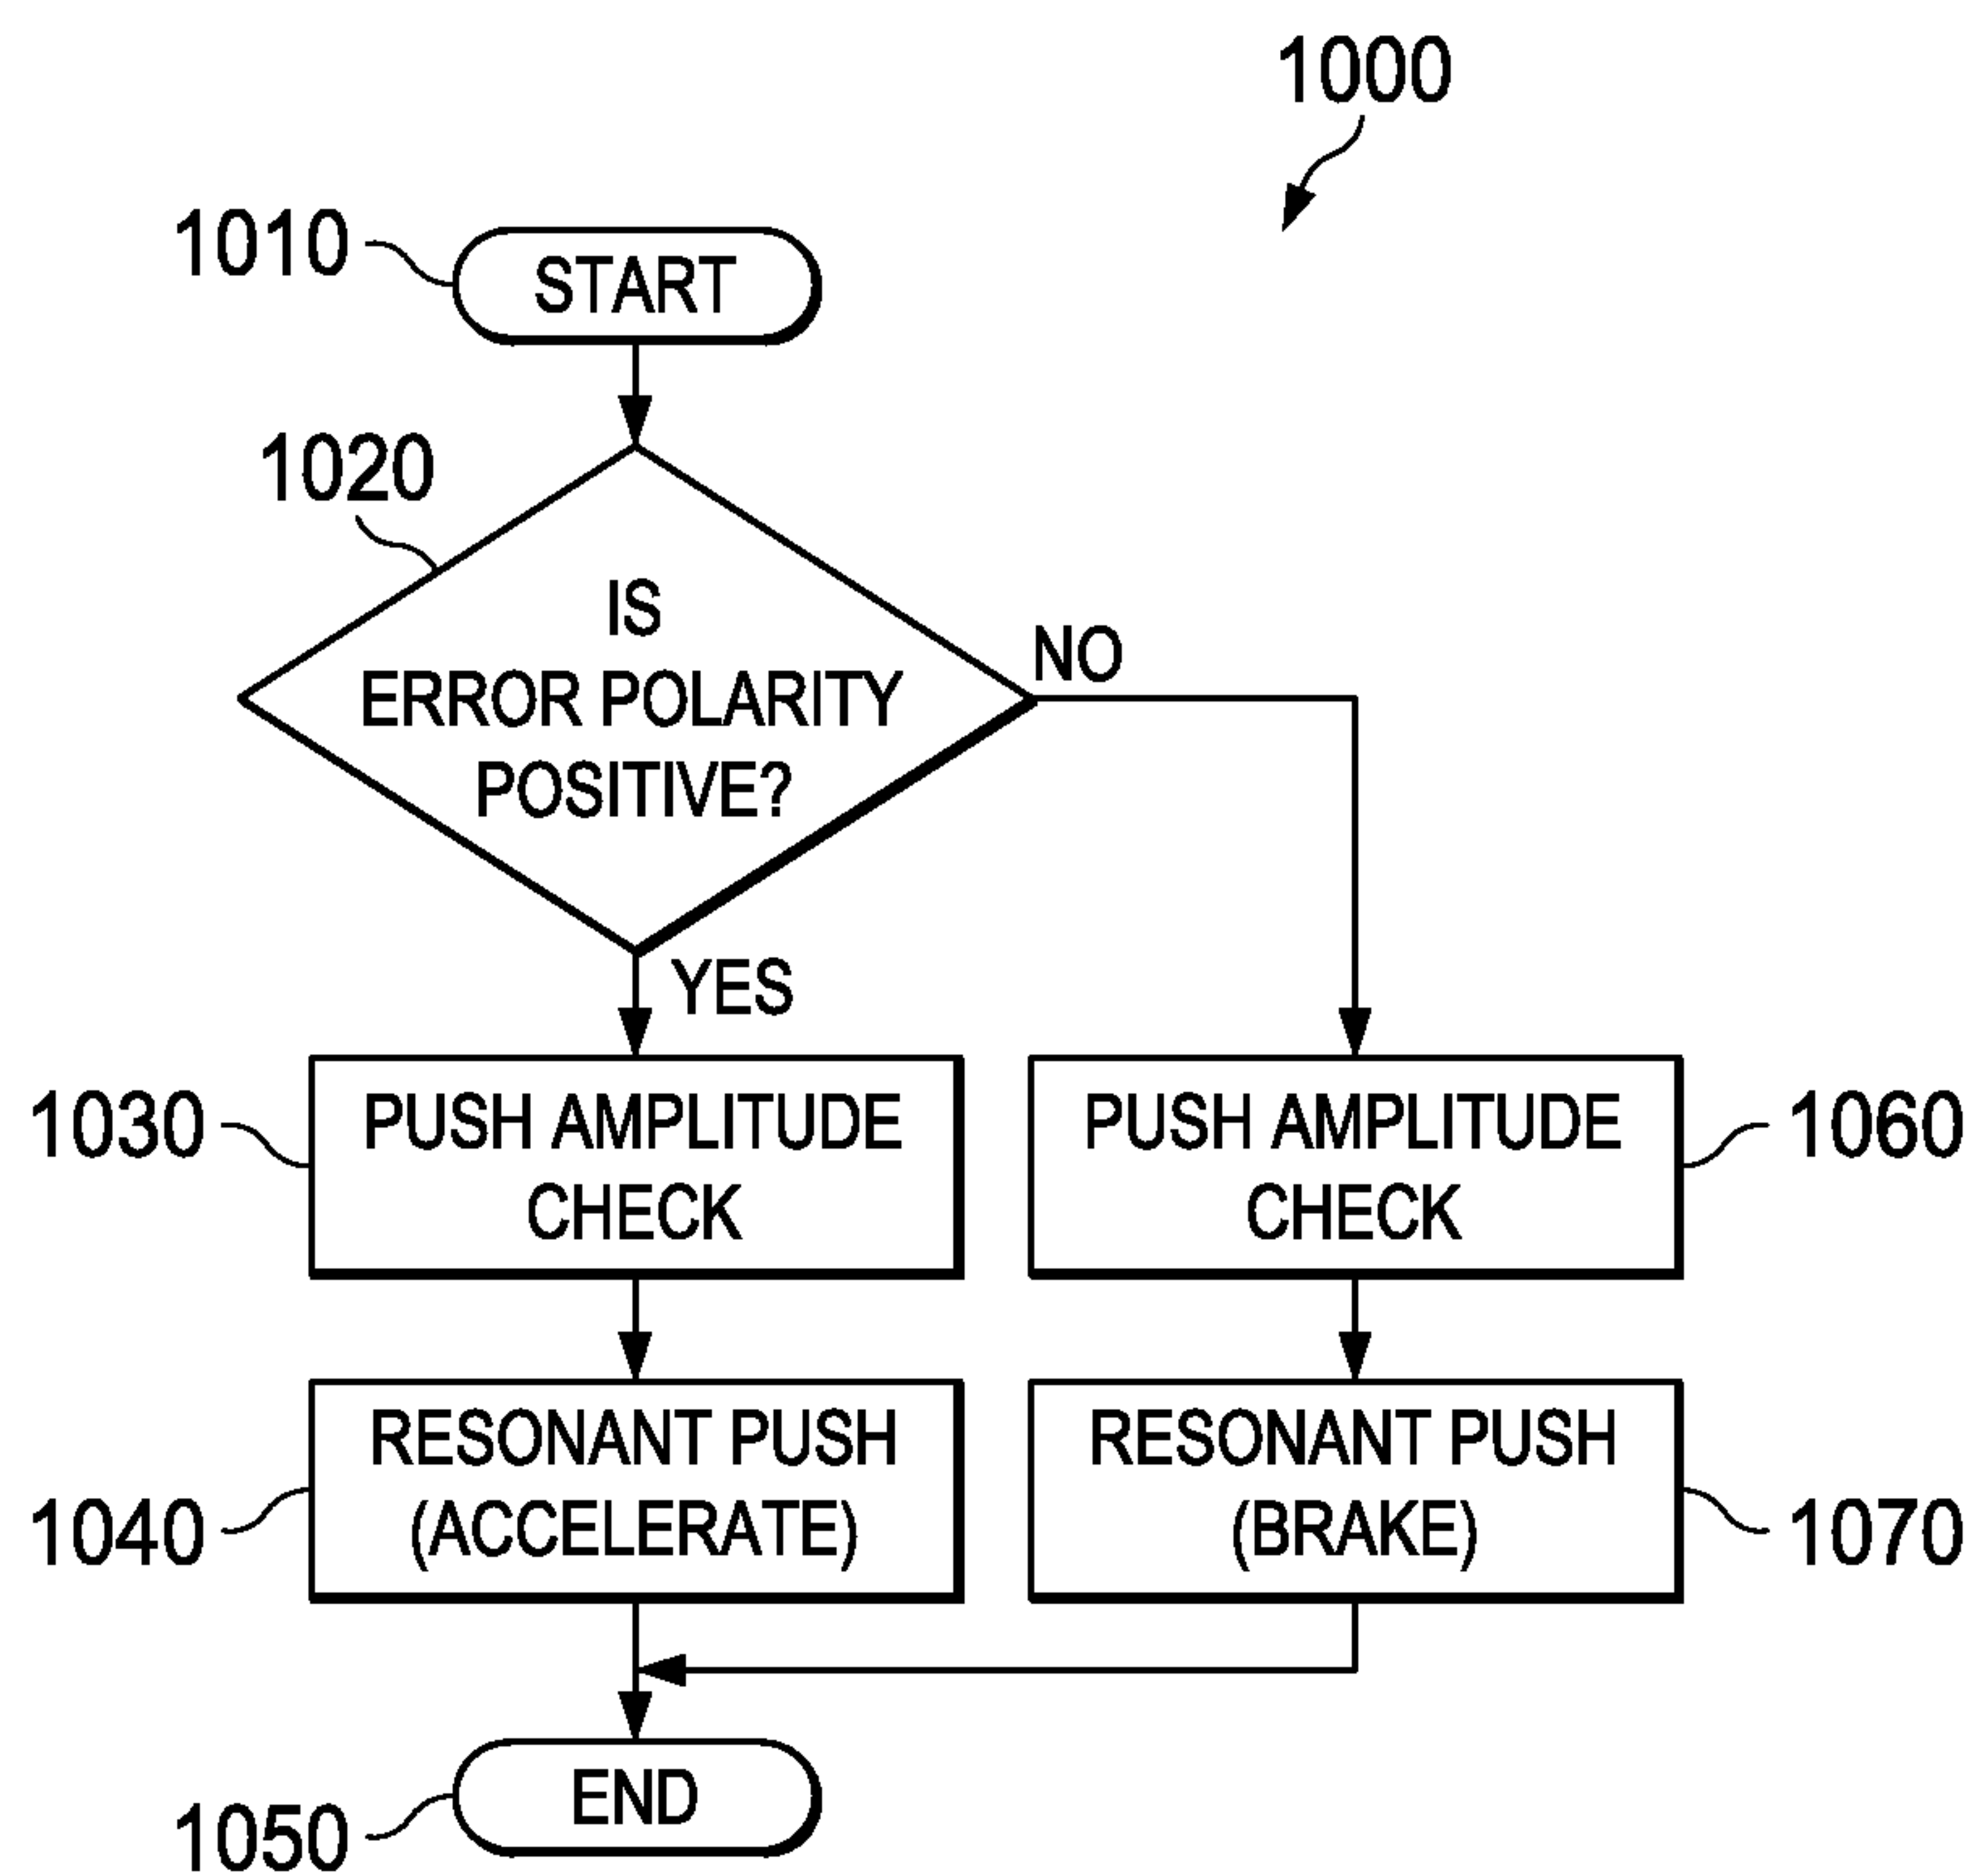 1000
1010
START
1020
IS
ERROR POLARITY
POSITIVE?
NO
YES
1030
PUSH AMPLITUDE
CHECK
PUSH AMPLITUDE
CHECK
1060
1040
RESONANT PUSH
(ACCELERATE)
RESONANT PUSH
(BRAKE)
1070
END
1050